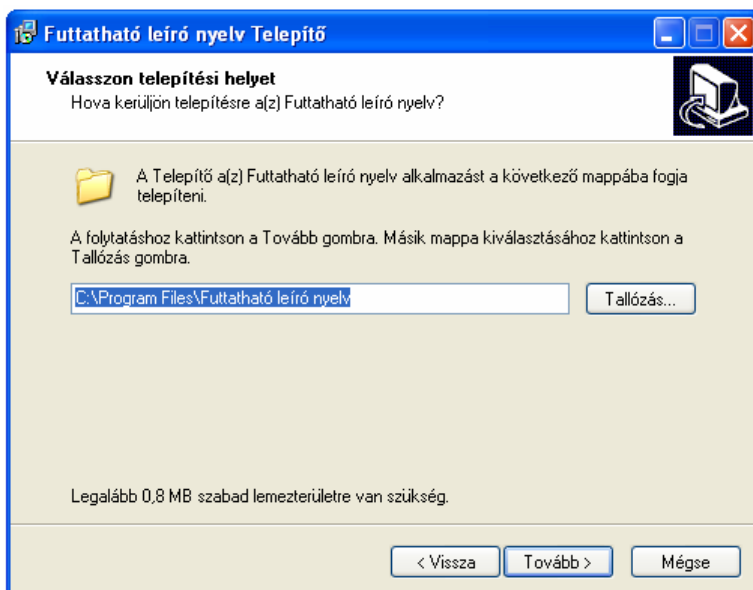 Futtatható leíró nyelv Telepítő
Válasszon telepítési helyet
Hova kerüljön telepítésre a(z) Futtatható leíró nyelv?
A Telepítő a(z) Futtatható leíró nyelv alkalmazást a következő mappába fogja
telepíteni.
A folytatáshoz kattintson a Tovább gombra. Másik mappa kiválasztásához kattintson a
Tallózás gombra.
C:\Program Files\Futtatható leíró nyelv
Tallózás...
Legalább 0,8 MB szabad lemezterületre van szükség.
< Vissza
Tovább >
Mégse